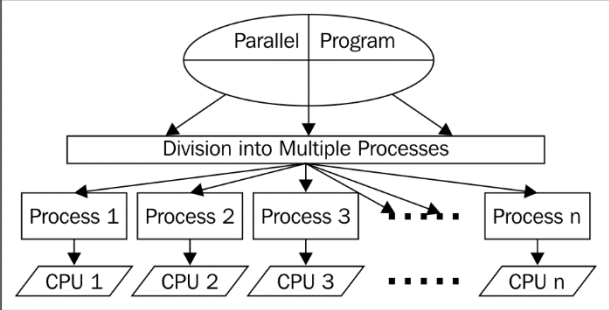 Parallel Program
Division into Multiple Processes
Process 1 Process 2 Process 3 Process n
CPU 1 CPU 2 CPU 3 CPU n